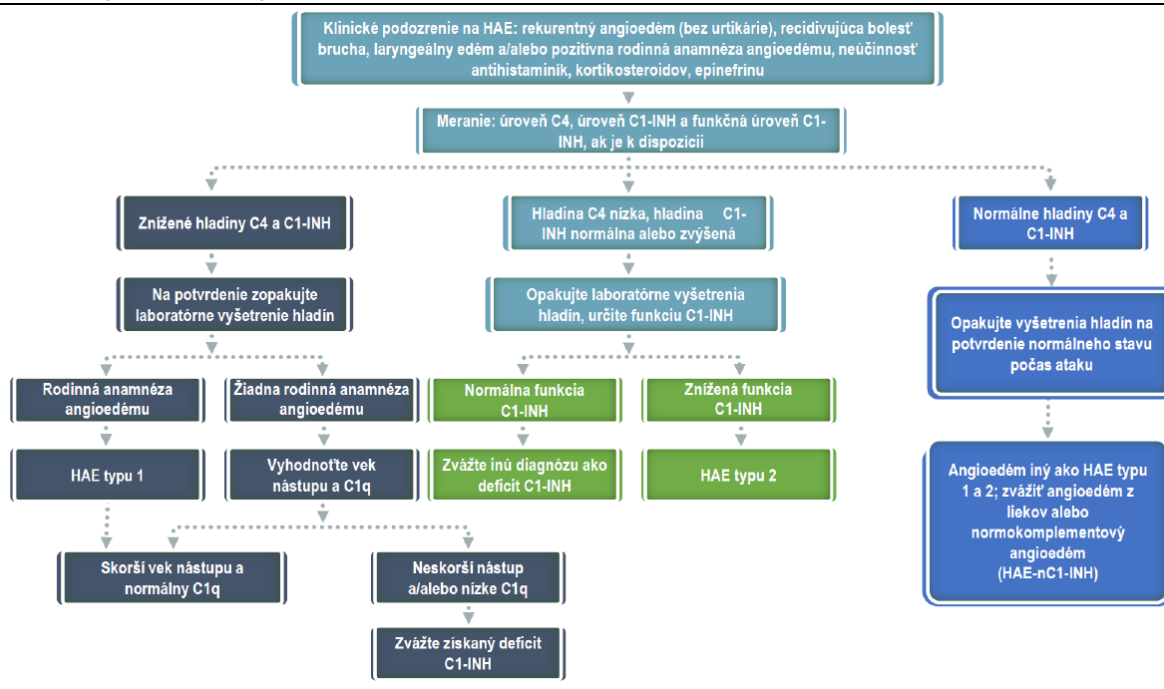 Klinické podozrenie na HAE: rekurentný angioedém (bez urtikárie), recidivujúca bolesť
brucha, laryngeálny edém a/alebo pozitívna rodinná anamnéza angioedému, neúčinnosť
antihistaminík, kortikosteroidov, epinefrínu
Meranie: úroveň C4, úroveň C1-INH a funkčná úroveň C1-
INH, ak je k dispozícii
Znížené hladiny C4 a C1-INH
Hladina C4 nízka, hladina C1-
INH normálna alebo zvýšená
Normálne hladiny C4 a
C1-INH
Na potvrdenie zopakujte
laboratórne vyšetrenie hladín
Opakujte laboratórne vyšetrenia
hladín, určite funkciu C1-INH
Opakujte vyšetrenia hladín na
potvrdenie normálneho stavu
počas ataku
Rodinná anamnéza
angioedému
Žiadna rodinná anamnéza
angioedému
Normálna funkcia
C1-INH
Znížená funkcia
C1-INH
HAE typu 1
Vyhodnoťte vek
nástupu a C1q
Zvážte inú diagnózu ako
deficit C1-INH
HAE typu 2
Angioedém iný ako HAE typu
1 a 2; zvážiť angioedém z
liekov alebo
normokomplementový
angioedém
(HAE-nC1-INH)
Skorší vek nástupu a
normálny C1q
Neskorší nástup
a/alebo nízke C1q
Zvážte získaný deficit
C1-INH